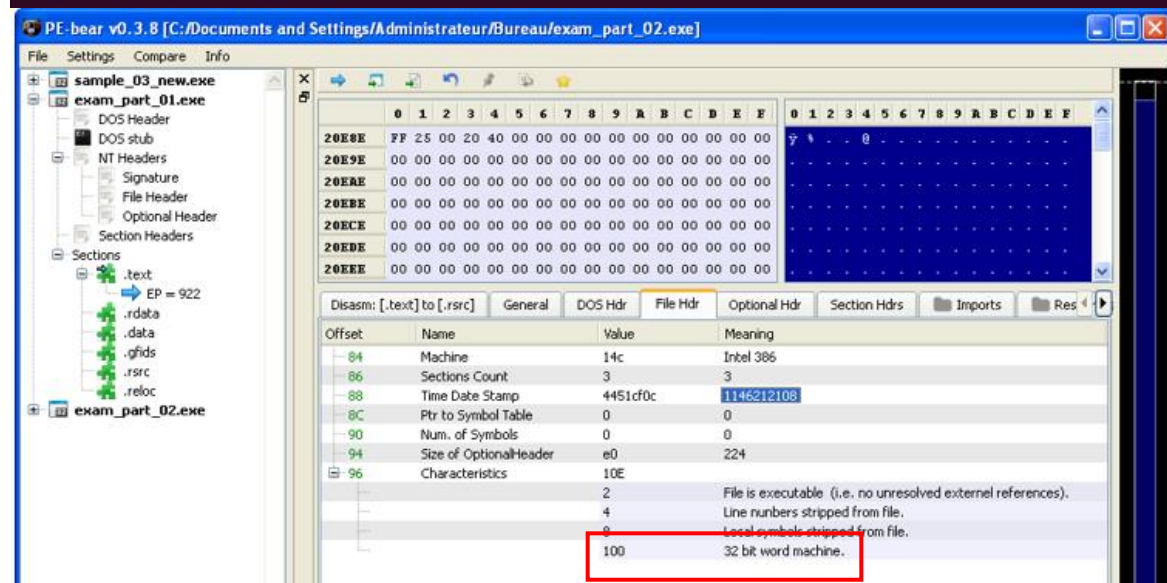 PE-bear v0.3.8 [C:/Documents and Settings/Administrateur/Bureau/exam_part_02.exe]
File Settings Compare Info
sample_03_new.exe
exam_part_01.exe
DOS Header
DOS stub
NT Headers
Signature
File Header
Optional Header
Section Headers
Sections
.text
EP = 922
.rdata
.data
.gfids
.rsrc
.reloc
exam_part_02.exe
0 1 2 3 4 5 6 7 8 9 A B C D E F 0 1 2 3 4 5 6 7 8 9 A B C D E F
20E8E FF 25 00 20 40 00 00 00 00 00 00 00 00 00 00 00 ÿ % . . @ . . . . . . . . . . .
20E9E 00 00 00 00 00 00 00 00 00 00 00 00 00 00 00 00 . . . . . . . . . . . . . . . .
20EAE 00 00 00 00 00 00 00 00 00 00 00 00 00 00 00 00 . . . . . . . . . . . . . . . .
20EBE 00 00 00 00 00 00 00 00 00 00 00 00 00 00 00 00 . . . . . . . . . . . . . . . .
20ECE 00 00 00 00 00 00 00 00 00 00 00 00 00 00 00 00 . . . . . . . . . . . . . . . .
20EDE 00 00 00 00 00 00 00 00 00 00 00 00 00 00 00 00 . . . . . . . . . . . . . . . .
20EEE 00 00 00 00 00 00 00 00 00 00 00 00 00 00 00 00 . . . . . . . . . . . . . . . .
Disasm: [.text] to [.rsrc] General DOS Hdr File Hdr Optional Hdr Section Hdrs Imports Res
Offset Name Value Meaning
84 Machine 14c Intel 386
86 Sections Count 3 3
88 Time Date Stamp 4451cf0c 1146212108
8C Ptr to Symbol Table 0 0
90 Num. of Symbols 0 0
94 Size of OptionalHeader e0 224
96 Characteristics 10E
2 File is executable (i.e. no unresolved external references).
4 Line nunbers stripped from file.
8 Local symbols stripped from file.
100 32 bit word machine.